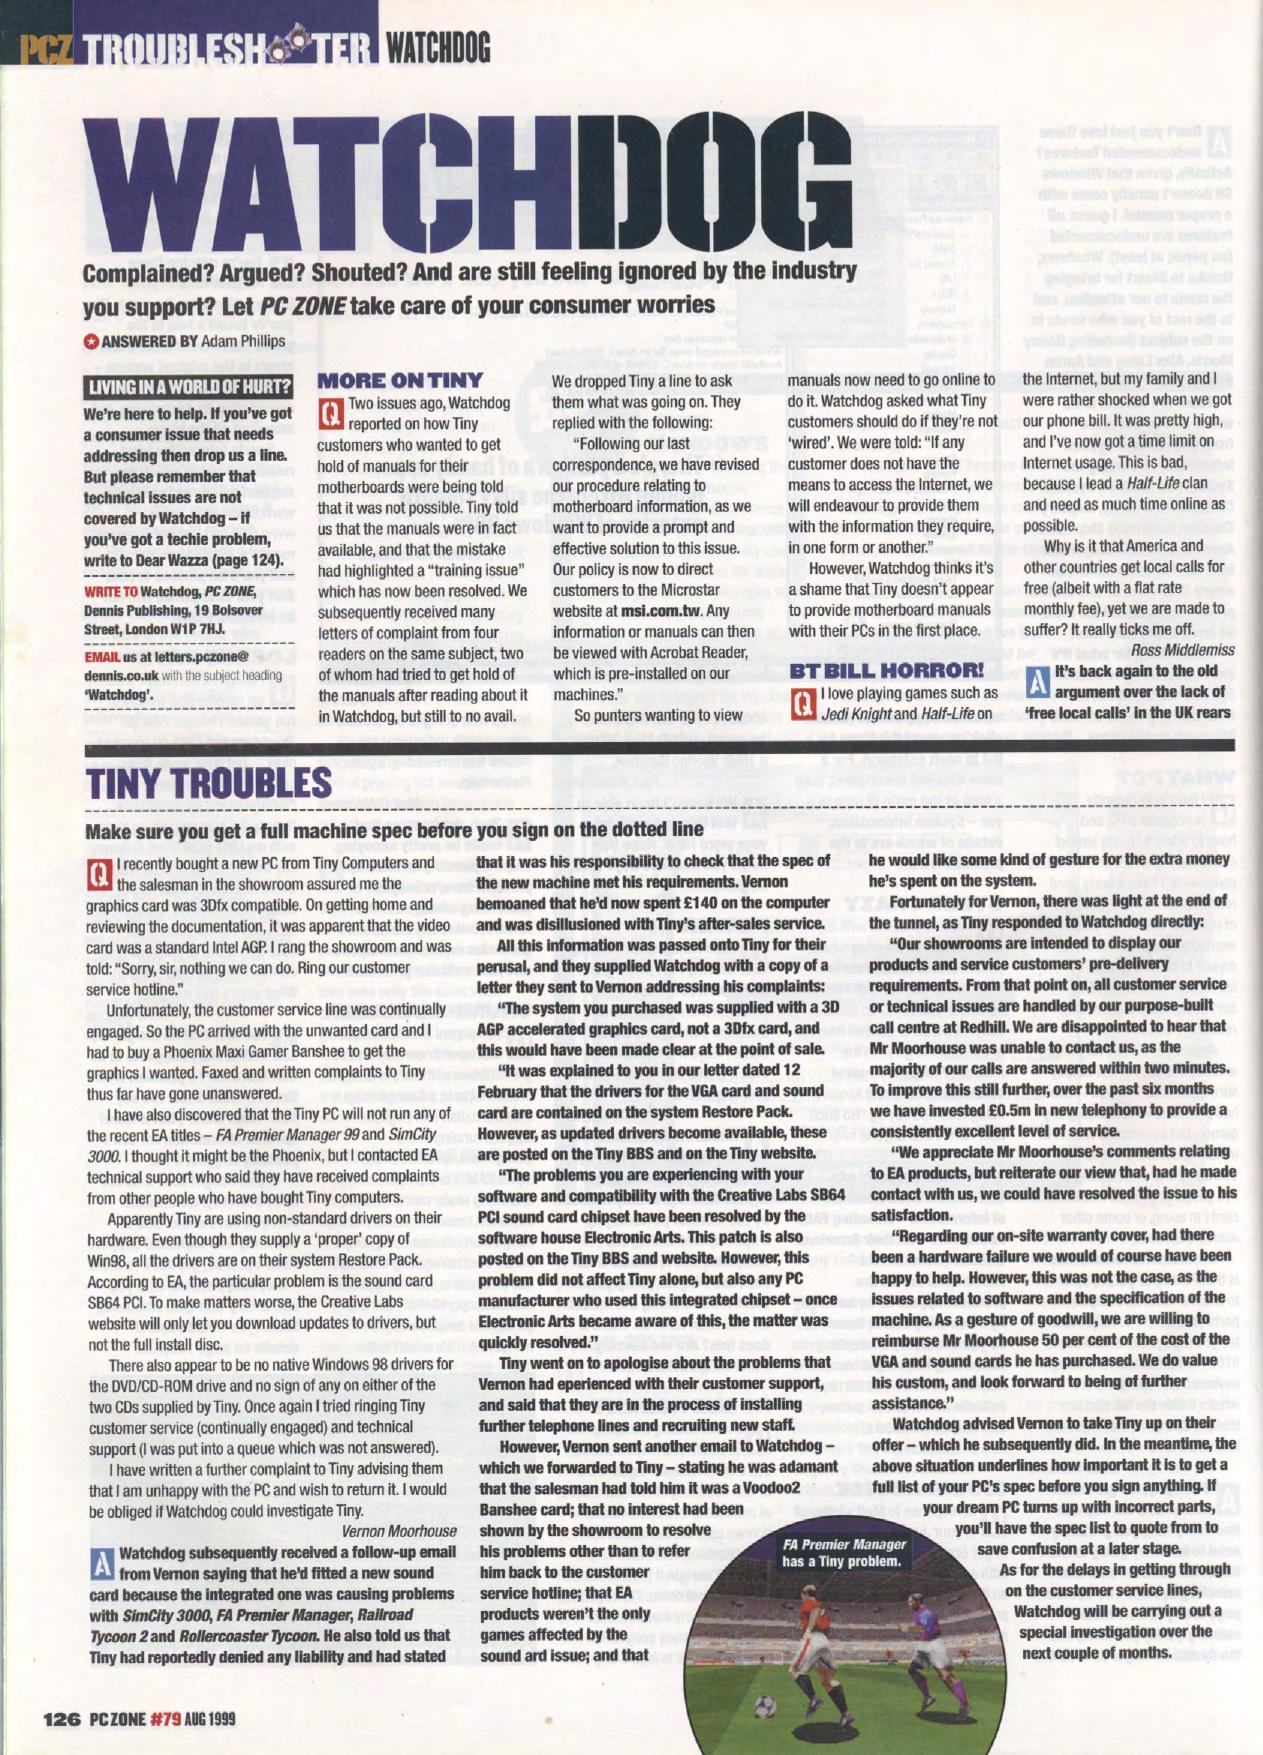 PCZ TROUBLESHOOTER WATCHDOG
WATCHDOG
Complained? Argued? Shouted? And are still feeling ignored by the industry
you support? Let PC ZONE take care of your consumer worries
ANSWERED BY Adam Phillips
LIVING IN A WORLD OF HURT?
We're here to help. If you've got
a consumer issue that needs
addressing then drop us a line.
But please remember that
technical issues are not
covered by Watchdog – if
you've got a techie problem,
write to Dear Wazza (page 124).
WRITE TO Watchdog, PC ZONE,
Dennis Publishing, 19 Bolsover
Street, London W1P 7HJ.
EMAIL us at letters.pczone@
dennis.co.uk with the subject heading
'Watchdog'.
MORE ON TINY
Q Two issues ago, Watchdog
reported on how Tiny
customers who wanted to get
hold of manuals for their
motherboards were being told
that it was not possible. Tiny told
us that the manuals were in fact
available, and that the mistake
had highlighted a "training issue"
which has now been resolved. We
subsequently received many
letters of complaint from four
readers on the same subject, two
of whom had tried to get hold of
the manuals after reading about it
in Watchdog, but still to no avail.
We dropped Tiny a line to ask
them what was going on. They
replied with the following:
"Following our last
correspondence, we have revised
our procedure relating to
motherboard information, as we
want to provide a prompt and
effective solution to this issue.
Our policy is now to direct
customers to the Microstar
website at msi.com.tw. Any
information or manuals can then
be viewed with Acrobat Reader,
which is pre-installed on our
machines."
So punters wanting to view
manuals now need to go online to
do it. Watchdog asked what Tiny
customers should do if they're not
'wired'. We were told: "If any
customer does not have the
means to access the Internet, we
will endeavour to provide them
with the information they require,
in one form or another."
However, Watchdog thinks it's
a shame that Tiny doesn't appear
to provide motherboard manuals
with their PCs in the first place.
BT BILL HORROR!
Q I love playing games such as
Jedi Knight and Half-Life on
the Internet, but my family and I
were rather shocked when we got
our phone bill. It was pretty high,
and I've now got a time limit on
Internet usage. This is bad,
because I lead a Half-Life clan
and need as much time online as
possible.
Why is it that America and
other countries get local calls for
free (albeit with a flat rate
monthly fee), yet we are made to
suffer? It really ticks me off.
Ross Middlemiss
A It's back again to the old
argument over the lack of
'free local calls' in the UK rears
TINY TROUBLES
Make sure you get a full machine spec before you sign on the dotted line
Q I recently bought a new PC from Tiny Computers and
the salesman in the showroom assured me the
graphics card was 3Dfx compatible. On getting home and
reviewing the documentation, it was apparent that the video
card was a standard Intel AGP. I rang the showroom and was
told: "Sorry, sir, nothing we can do. Ring our customer
service hotline."
Unfortunately, the customer service line was continually
engaged. So the PC arrived with the unwanted card and I
had to buy a Phoenix Maxi Gamer Banshee to get the
graphics I wanted. Faxed and written complaints to Tiny
thus far have gone unanswered.
I have also discovered that the Tiny PC will not run any of
the recent EA titles – FA Premier Manager 99 and SimCity
3000. I thought it might be the Phoenix, but I contacted EA
technical support who said they have received complaints
from other people who have bought Tiny computers.
Apparently Tiny are using non-standard drivers on their
hardware. Even though they supply a 'proper' copy of
Win98, all the drivers are on their system Restore Pack.
According to EA, the particular problem is the sound card
SB64 PCI. To make matters worse, the Creative Labs
website will only let you download updates to drivers, but
not the full install disc.
There also appear to be no native Windows 98 drivers for
the DVD/CD-ROM drive and no sign of any on either of the
two CDs supplied by Tiny. Once again I tried ringing Tiny
customer service (continually engaged) and technical
support (I was put into a queue which was not answered).
I have written a further complaint to Tiny advising them
that I am unhappy with the PC and wish to return it. I would
be obliged if Watchdog could investigate Tiny.
Vernon Moorhouse
A Watchdog subsequently received a follow-up email
from Vernon saying that he'd fitted a new sound
card because the integrated one was causing problems
with SimCity 3000, FA Premier Manager, Railroad
Tycoon 2 and Rollercoaster Tycoon. He also told us that
Tiny had reportedly denied any liability and had stated
that it was his responsibility to check that the spec of
the new machine met his requirements. Vernon
bemoaned that he'd now spent £140 on the computer
and was disillusioned with Tiny's after-sales service.
All this information was passed onto Tiny for their
perusal, and they supplied Watchdog with a copy of a
letter they sent to Vernon addressing his complaints:
"The system you purchased was supplied with a 3D
AGP accelerated graphics card, not a 3Dfx card, and
this would have been made clear at the point of sale.
"It was explained to you in our letter dated 12
February that the drivers for the VGA card and sound
card are contained on the system Restore Pack.
However, as updated drivers become available, these
are posted on the Tiny BBS and on the Tiny website.
"The problems you are experiencing with your
software and compatibility with the Creative Labs SB64
PCI sound card chipset have been resolved by the
software house Electronic Arts. This patch is also
posted on the Tiny BBS and website. However, this
problem did not affect Tiny alone, but also any PC
manufacturer who used this integrated chipset – once
Electronic Arts became aware of this, the matter was
quickly resolved."
Tiny went on to apologise about the problems that
Vernon had eperienced with their customer support,
and said that they are in the process of installing
further telephone lines and recruiting new staff.
However, Vernon sent another email to Watchdog –
which we forwarded to Tiny – stating he was adamant
that the salesman had told him it was a Voodoo2
Banshee card; that no interest had been
shown by the showroom to resolve
his problems other than to refer
him back to the customer
service hotline; that EA
products weren't the only
games affected by the
sound ard issue; and that
he would like some kind of gesture for the extra money
he's spent on the system.
Fortunately for Vernon, there was light at the end of
the tunnel, as Tiny responded to Watchdog directly:
"Our showrooms are intended to display our
products and service customers' pre-delivery
requirements. From that point on, all customer service
or technical issues are handled by our purpose-built
call centre at Redhill. We are disappointed to hear that
Mr Moorhouse was unable to contact us, as the
majority of our calls are answered within two minutes.
To improve this still further, over the past six months
we have invested £0.5m in new telephony to provide a
consistently excellent level of service.
"We appreciate Mr Moorhouse's comments relating
to EA products, but reiterate our view that, had he made
contact with us, we could have resolved the issue to his
satisfaction.
"Regarding our on-site warranty cover, had there
been a hardware failure we would of course have been
happy to help. However, this was not the case, as the
issues related to software and the specification of the
machine. As a gesture of goodwill, we are willing to
reimburse Mr Moorhouse 50 per cent of the cost of the
VGA and sound cards he has purchased. We do value
his custom, and look forward to being of further
assistance."
Watchdog advised Vernon to take Tiny up on their
offer – which he subsequently did. In the meantime, the
above situation underlines how important it is to get a
full list of your PC's spec before you sign anything. If
your dream PC turns up with incorrect parts,
you'll have the spec list to quote from to
save confusion at a later stage.
As for the delays in getting through
on the customer service lines,
Watchdog will be carrying out a
special investigation over the
next couple of months.
FA Premier Manager
has a Tiny problem.
126 PC ZONE #79 AUG 1999